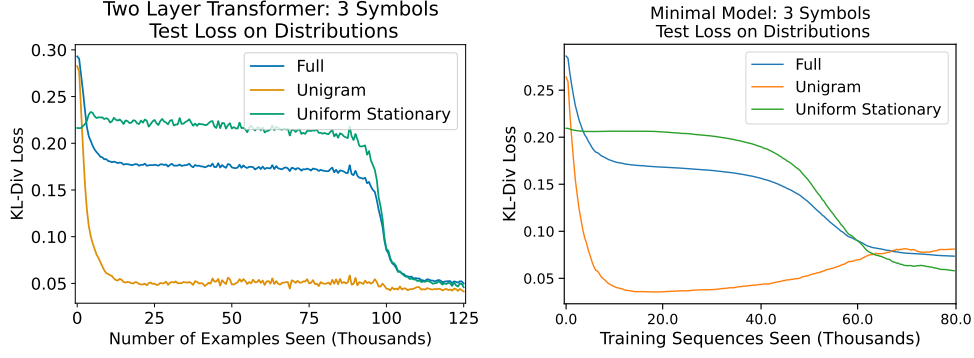 Two Layer Transformer: 3 Symbols
Test Loss on Distributions
KL-Div Loss
0.30
0.25
0.20
0.15
0.10
0.05
Full
Unigram
Uniform Stationary
0
25
50
75
100
125
Number of Examples Seen (Thousands)
Minimal Model: 3 Symbols
Test Loss on Distributions
KL-Div Loss
0.25
0.20
0.15
0.10
0.05
Full
Unigram
Uniform Stationary
0.0
20.0
40.0
60.0
80.0
Training Sequences Seen (Thousands)